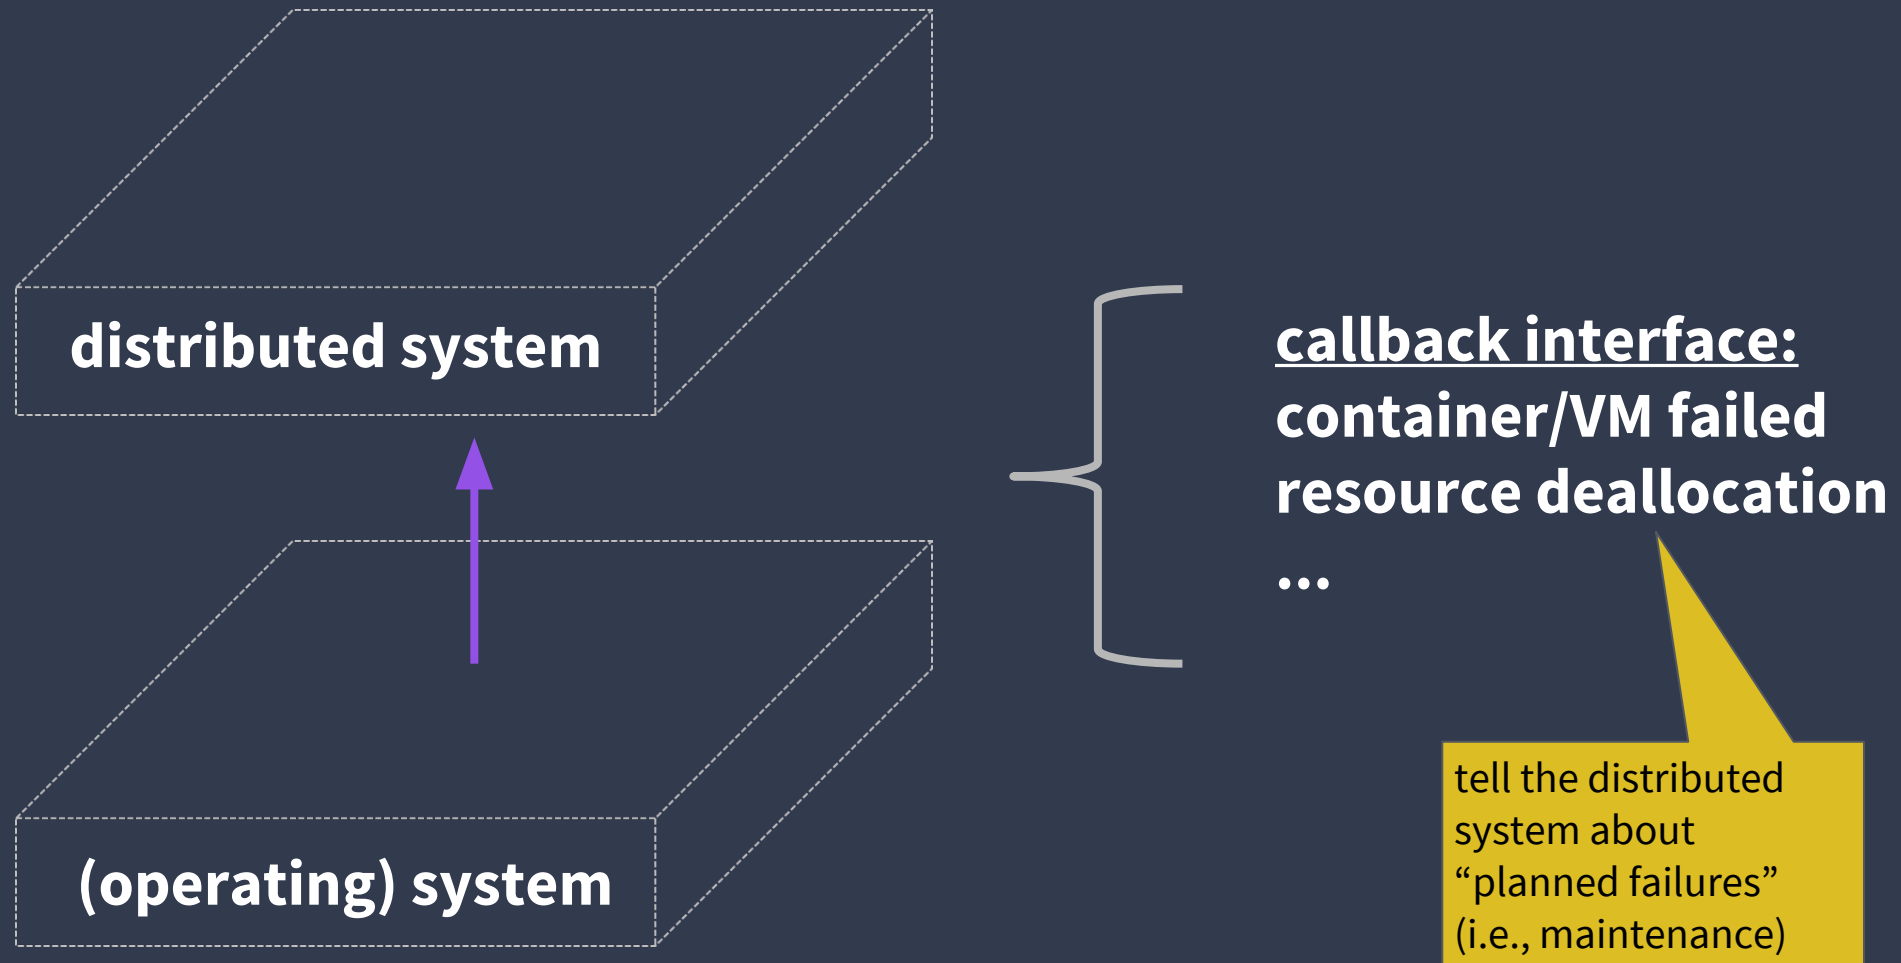 distributed system
(operating) system
callback interface:
container/VM failed
resource deallocation
...
tell the distributed
system about
“planned failures”
(i.e., maintenance)